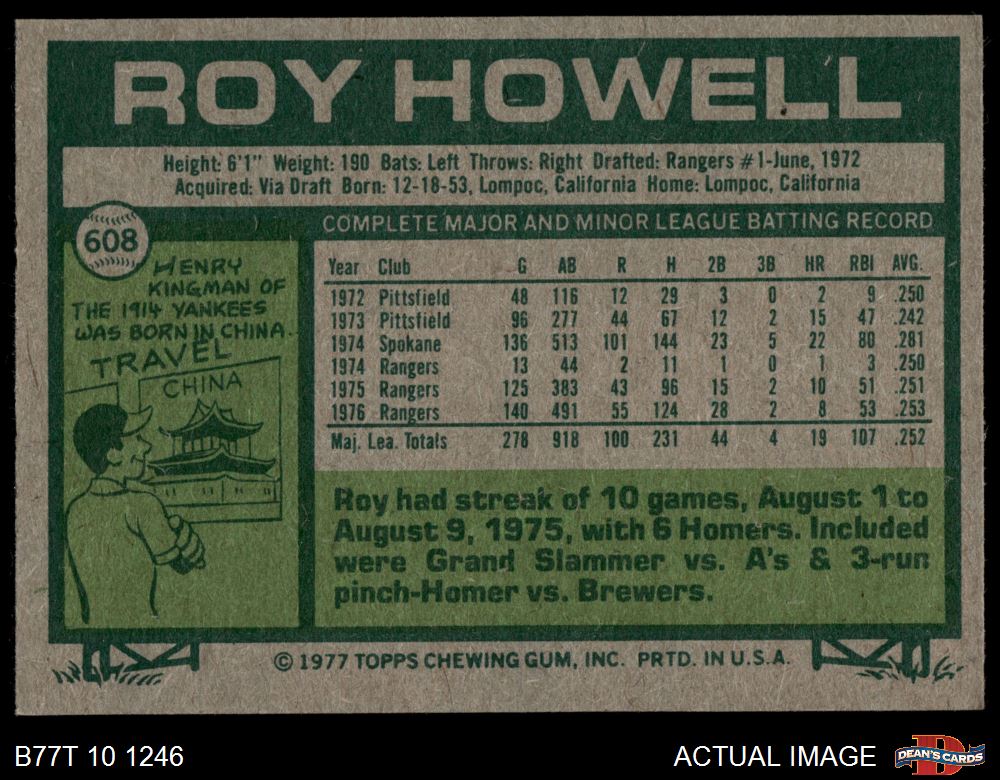 ROY HOWELL
Height: 6'1" Weight: 190 Bats: Left Throws: Right Drafted: Rangers #1-June, 1972
Acquired: Via Draft Born: 12-18-53, Lompoc, California Home: Lompoc, California
608
HENRY
KINGMAN OF
THE 1914 YANKEES
WAS BORN IN CHINA.
TRAVEL
CHINA
COMPLETE MAJOR AND MINOR LEAGUE BATTING RECORD
Year Club G AB R H 2B 3B HR RBI AVG.
1972 Pittsfield 48 116 12 29 3 0 2 9 .250
1973 Pittsfield 96 277 44 67 12 2 15 47 .242
1974 Spokane 136 513 101 144 23 5 22 80 .281
1974 Rangers 13 44 2 11 1 0 1 3 .250
1975 Rangers 125 383 43 96 15 2 10 51 .251
1976 Rangers 140 491 55 124 28 2 8 53 .253
Maj. Lea. Totals 278 918 100 231 44 4 19 107 .252
Roy had streak of 10 games, August 1 to
August 9, 1975, with 6 Homers. Included
were Grand Slammer vs. A's & 3-run
pinch-Homer vs. Brewers.
© 1977 TOPPS CHEWING GUM, INC. PRTD. IN U.S.A.
B77T 10 1246
ACTUAL IMAGE
DEAN'S CARDS